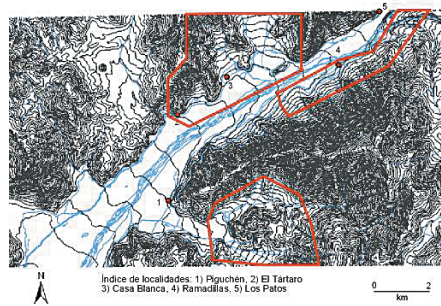 5
4
3
2
1
N
Índice de localidades: 1) Piguchén, 2) El Tártaro
3) Casa Blanca, 4) Ramadillas, 5) Los Patos
0 2
km